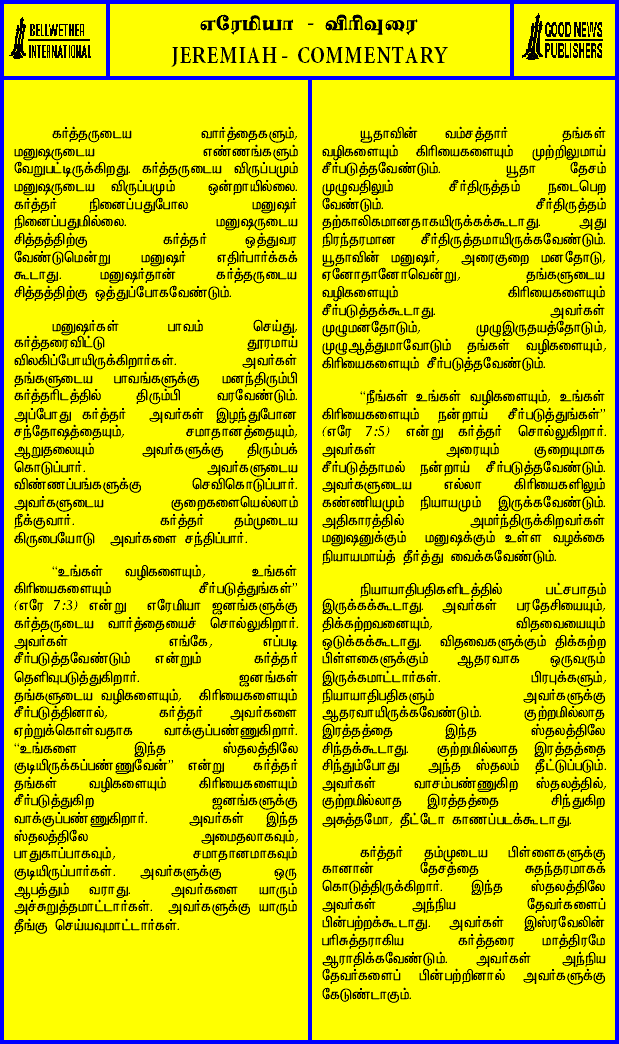 BELLWETHER
INTERNATIONAL
எரேமியா - விரிவுரை
JEREMIAH - COMMENTARY
GOOD NEWS
PUBLISHERS
கர்த்தருடைய வார்த்தைகளும்,
மனுஷருடைய எண்ணங்களும்
வேறுபட்டிருக்கிறது. கர்த்தருடைய விருப்பமும்
மனுஷருடைய விருப்பமும் ஒன்றாயில்லை.
கர்த்தர் நினைப்பதுபோல மனுஷர்
நினைப்பதுமில்லை. மனுஷருடைய
சித்தத்திற்கு கர்த்தர் ஒத்துவர
வேண்டுமென்று மனுஷர் எதிர்பார்க்கக்
கூடாது. மனுஷர்தான் கர்த்தருடைய
சித்தத்திற்கு ஒத்துப்போகவேண்டும்.
மனுஷர்கள் பாவம் செய்து,
கர்த்தரைவிட்டு தூரமாய்
விலகிப்போயிருக்கிறார்கள். அவர்கள்
தங்களுடைய பாவங்களுக்கு மனந்திரும்பி
கர்த்தரிடத்தில் திரும்பி வரவேண்டும்.
அப்போது கர்த்தர் அவர்கள் இழந்துபோன
சந்தோஷத்தையும், சமாதானத்தையும்,
ஆறுதலையும் அவர்களுக்கு திரும்பக்
கொடுப்பார். அவர்களுடைய
விண்ணப்பங்களுக்கு செவிகொடுப்பார்.
அவர்களுடைய குறைகளையெல்லாம்
நீக்குவார். கர்த்தர் தம்முடைய
கிருபையோடு அவர்களை சந்திப்பார்.
“உங்கள் வழிகளையும், உங்கள்
கிரியைகளையும் சீர்படுத்துங்கள்”
(எரே 7:3) என்று எரேமியா ஜனங்களுக்கு
கர்த்தருடைய வார்த்தையைச் சொல்லுகிறார்.
அவர்கள் எங்கே, எப்படி
சீர்படுத்தவேண்டும் என்றும் கர்த்தர்
தெளிவுபடுத்துகிறார். ஜனங்கள்
தங்களுடைய வழிகளையும், கிரியைகளையும்
சீர்படுத்தினால், கர்த்தர் அவர்களை
ஏற்றுக்கொள்வதாக வாக்குப்பண்ணுகிறார்.
“உங்களை இந்த ஸ்தலத்திலே
குடியிருக்கப்பண்ணுவேன்” என்று கர்த்தர்
தங்கள் வழிகளையும் கிரியைகளையும்
சீர்படுத்துகிற ஜனங்களுக்கு
வாக்குப்பண்ணுகிறார். அவர்கள் இந்த
ஸ்தலத்திலே அமைதலாகவும்,
பாதுகாப்பாகவும், சமாதானமாகவும்
குடியிருப்பார்கள். அவர்களுக்கு ஒரு
ஆபத்தும் வராது. அவர்களை யாரும்
அச்சுறுத்தமாட்டார்கள். அவர்களுக்கு யாரும்
தீங்கு செய்யவுமாட்டார்கள்.
யூதாவின் வம்சத்தார் தங்கள்
வழிகளையும் கிரியைகளையும் முற்றிலுமாய்
சீர்படுத்தவேண்டும். யூதா தேசம்
முழுவதிலும் சீர்திருத்தம் நடைபெற
வேண்டும். சீர்திருத்தம்
தற்காலிகமானதாகயிருக்கக்கூடாது. அது
நிரந்தரமான சீர்திருத்தமாயிருக்கவேண்டும்.
யூதாவின் மனுஷர், அரைகுறை மனதோடு,
ஏனோதானோவென்று, தங்களுடைய
வழிகளையும் கிரியைகளையும்
சீர்படுத்தக்கூடாது. அவர்கள்
முழுமனதோடும், முழுஇருதயத்தோடும்,
முழுஆத்துமாவோடும் தங்கள் வழிகளையும்,
கிரியைகளையும் சீர்படுத்தவேண்டும்.
“நீங்கள் உங்கள் வழிகளையும், உங்கள்
கிரியைகளையும் நன்றாய் சீர்படுத்துங்கள்”
(எரே 7:5) என்று கர்த்தர் சொல்லுகிறார்.
அவர்கள் அரையும் குறையுமாக
சீர்படுத்தாமல் நன்றாய் சீர்படுத்தவேண்டும்.
அவர்களுடைய எல்லா கிரியைகளிலும்
கண்ணியமும் நியாயமும் இருக்கவேண்டும்.
அதிகாரத்தில் அமர்ந்திருக்கிறவர்கள்
மனுஷனுக்கும் மனுஷக்கும் உள்ள வழக்கை
நியாயமாய்த் தீர்த்து வைக்கவேண்டும்.
நியாயாதிபதிகளிடத்தில் பட்சபாதம்
இருக்கக்கூடாது. அவர்கள் பரதேசியையும்,
திக்கற்றவனையும், விதவையையும்
ஒடுக்கக்கூடாது. விதவைகளுக்கும் திக்கற்ற
பிள்ளைகளுக்கும் ஆதரவாக ஒருவரும்
இருக்கமாட்டார்கள். பிரபுக்களும்,
நியாயாதிபதிகளும் அவர்களுக்கு
ஆதரவாயிருக்கவேண்டும். குற்றமில்லாத
இரத்தத்தை இந்த ஸ்தலத்திலே
சிந்தக்கூடாது. குற்றமில்லாத இரத்தத்தை
சிந்தும்போது அந்த ஸ்தலம் தீட்டுப்படும்.
அவர்கள் வாசம்பண்ணுகிற ஸ்தலத்தில்,
குற்றமில்லாத இரத்தத்தை சிந்துகிற
அசுத்தமோ, தீட்டோ காணப்படக்கூடாது.
கர்த்தர் தம்முடைய பிள்ளைகளுக்கு
கானான் தேசத்தை சுதந்தரமாகக்
கொடுத்திருக்கிறார். இந்த ஸ்தலத்திலே
அவர்கள் அந்நிய தேவர்களைப்
பின்பற்றக்கூடாது. அவர்கள் இஸ்ரவேலின்
பரிசுத்தராகிய கர்த்தரை மாத்திரமே
ஆராதிக்கவேண்டும். அவர்கள் அந்நிய
தேவர்களைப் பின்பற்றினால் அவர்களுக்கு
கேடுண்டாகும்.